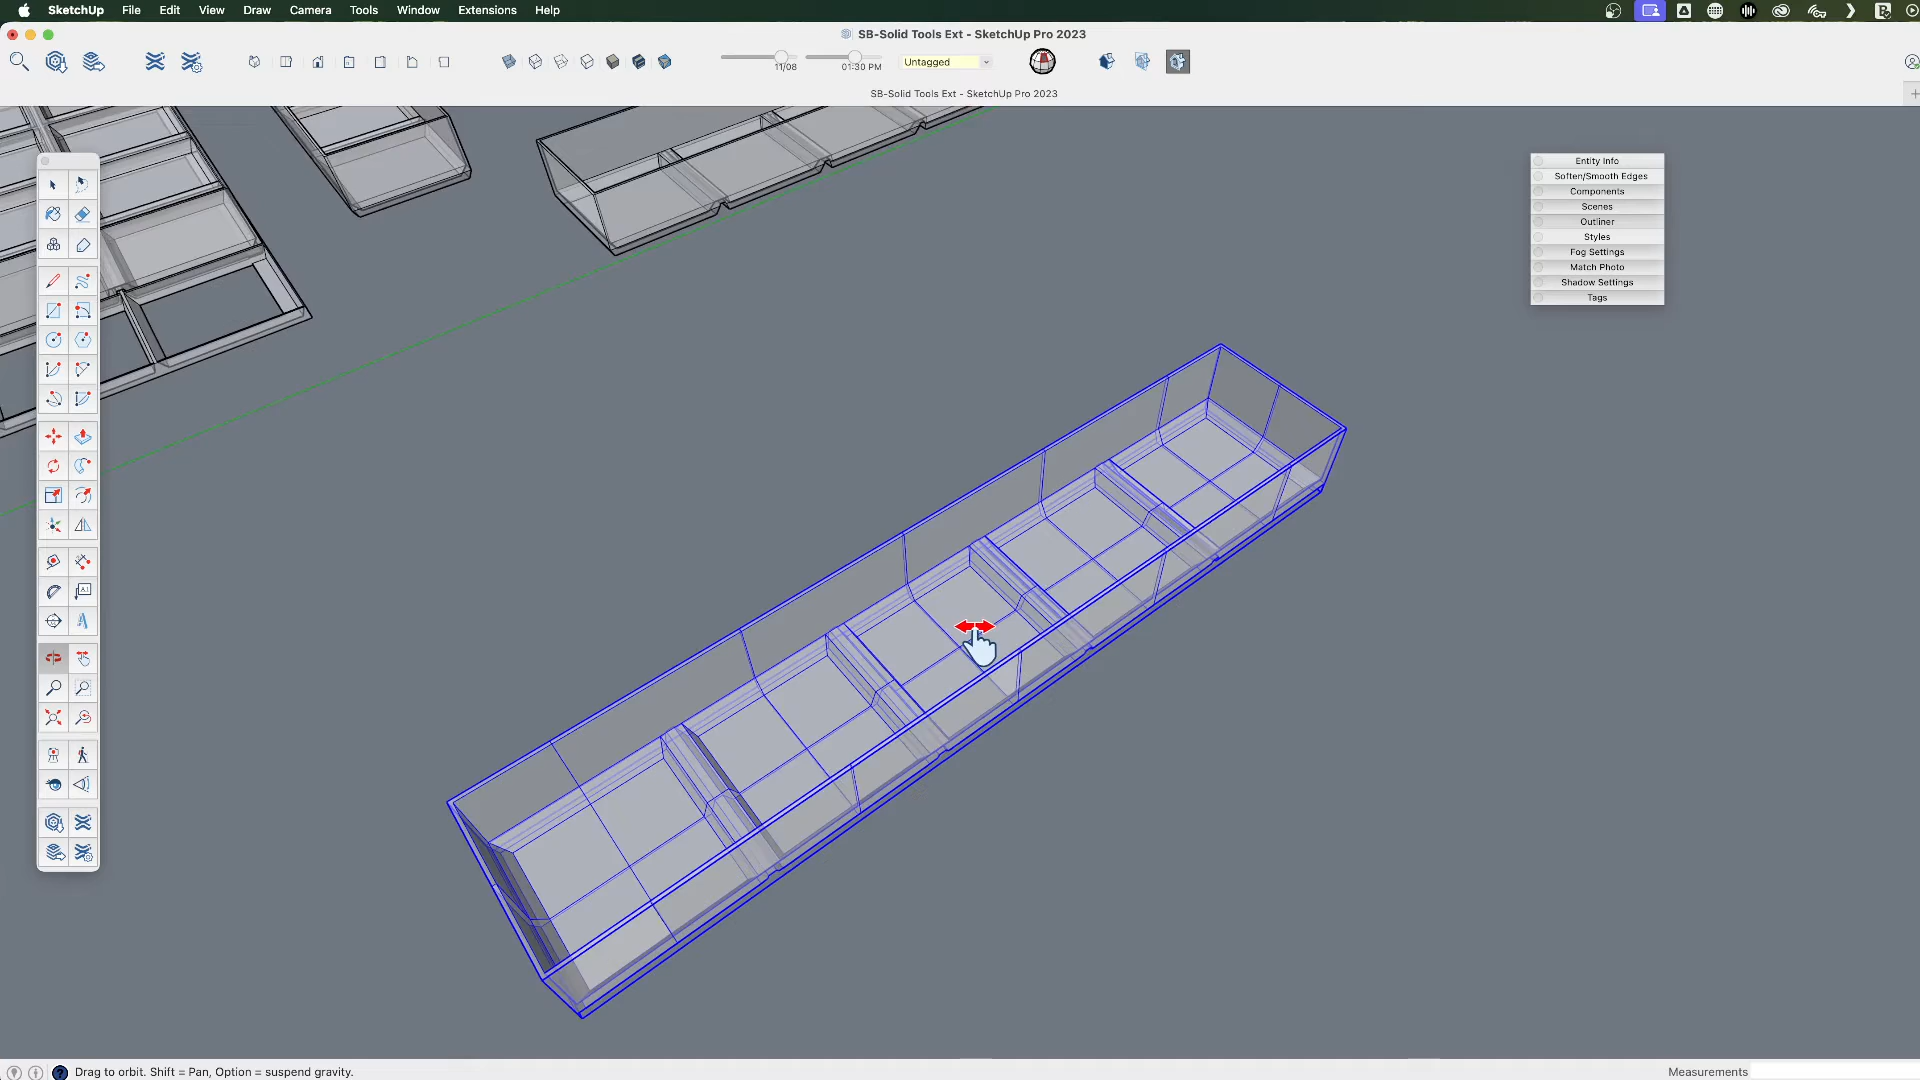 SketchUp File Edit View Draw Camera Tools Window Extensions Help
SB-Solid Tools Ext - SketchUp Pro 2023
11/08 01:30 PM Untagged
SB-Solid Tools Ext - SketchUp Pro 2023
Entity Info
Soften/Smooth Edges
Components
Scenes
Outliner
Styles
Fog Settings
Match Photo
Shadow Settings
Tags
Drag to orbit. Shift = Pan, Option = suspend gravity.
Measurements